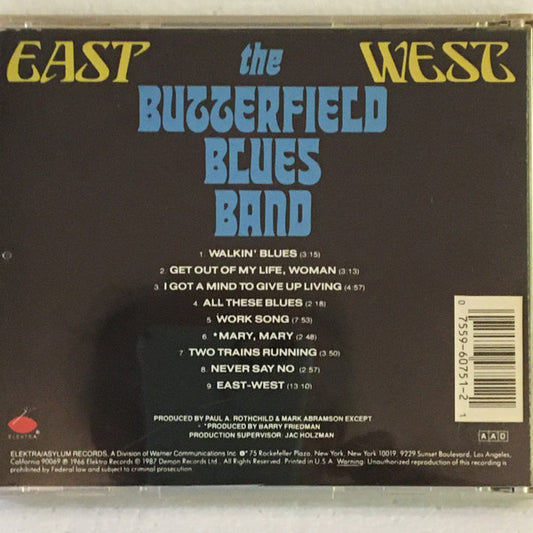 EAST the WEST
BUTTERFIELD
BLUES
BAND
1 WALKIN' BLUES (3:15)
2 GET OUT OF MY LIFE, WOMAN (3:13)
3 I GOT A MIND TO GIVE UP LIVING (4:57)
4 ALL THESE BLUES (2:18)
5 WORK SONG (7:53)
6 *MARY, MARY (2:48)
7 TWO TRAINS RUNNING (3:50)
8 NEVER SAY NO (2:57)
9 EAST-WEST (13:10)
0 7559-60751-2 1
PRODUCED BY PAUL A. ROTHCHILD & MARK ABRAMSON EXCEPT
*PRODUCED BY BARRY FRIEDMAN
PRODUCTION SUPERVISOR: JAC HOLZMAN
ELEKTRA
AAD
ELEKTRA/ASYLUM RECORDS, A Division of Warner Communications Inc. 75 Rockefeller Plaza, New York, New York 10019. 9229 Sunset Boulevard, Los Angeles,
California 90069 ℗ 1966 Elektra Records © 1987 Demon Records Ltd., All Rights Reserved. Printed in U.S.A. Warning: Unauthorized reproduction of this recording is
prohibited by Federal law and subject to criminal prosecution.